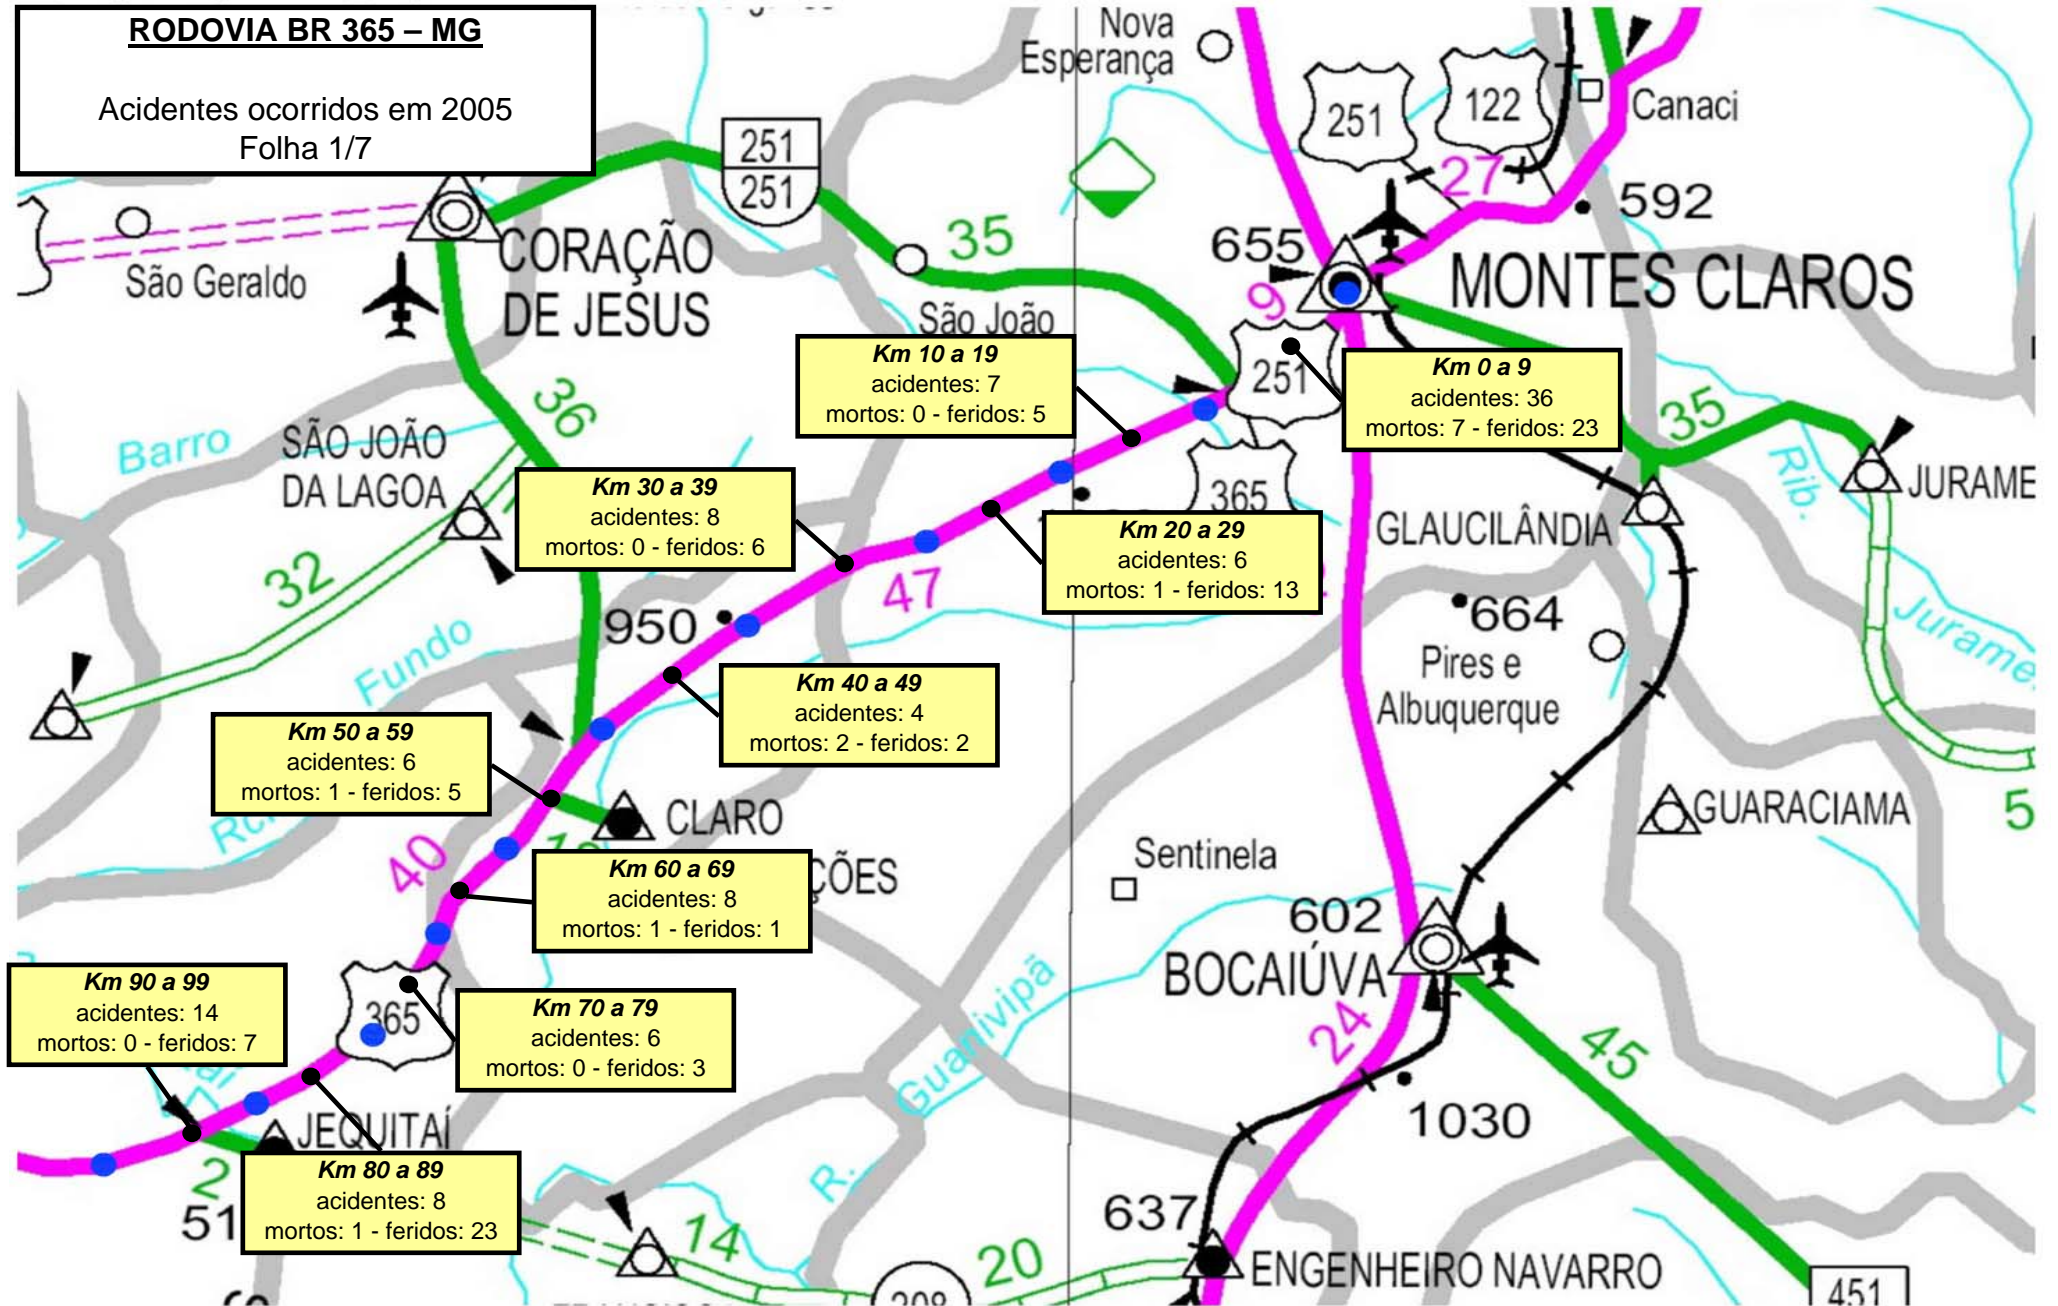 RODOVIA BR 365 – MG
Acidentes ocorridos em 2005
Folha 1/7
Nova
Esperança
251
122
Canaci
27
592
251
251
35
655
MONTES CLAROS
CORAÇÃO
DE JESUS
São Geraldo
São João
9
251
Km 10 a 19
acidentes: 7
mortos: 0 - feridos: 5
Km 0 a 9
acidentes: 36
mortos: 7 - feridos: 23
36
35
Barro
SÃO JOÃO
DA LAGOA
Rib.
JURAME
Km 30 a 39
acidentes: 8
mortos: 0 - feridos: 6
365
GLAUCILÂNDIA
Km 20 a 29
acidentes: 6
mortos: 1 - feridos: 13
32
47
950
664
Pires e
Albuquerque
Jurame
Fundo
Km 40 a 49
acidentes: 4
mortos: 2 - feridos: 2
Km 50 a 59
acidentes: 6
mortos: 1 - feridos: 5
CLARO
GUARACIAMA
5
40
Sentinela
Km 60 a 69
acidentes: 8
mortos: 1 - feridos: 1
ÇÕES
602
BOCAIÚVA
Km 90 a 99
acidentes: 14
mortos: 0 - feridos: 7
365
Km 70 a 79
acidentes: 6
mortos: 0 - feridos: 3
Guanivipã
24
45
1030
JEQUITAÍ
2
51
Km 80 a 89
acidentes: 8
mortos: 1 - feridos: 23
R.
14
20
637
ENGENHEIRO NAVARRO
451